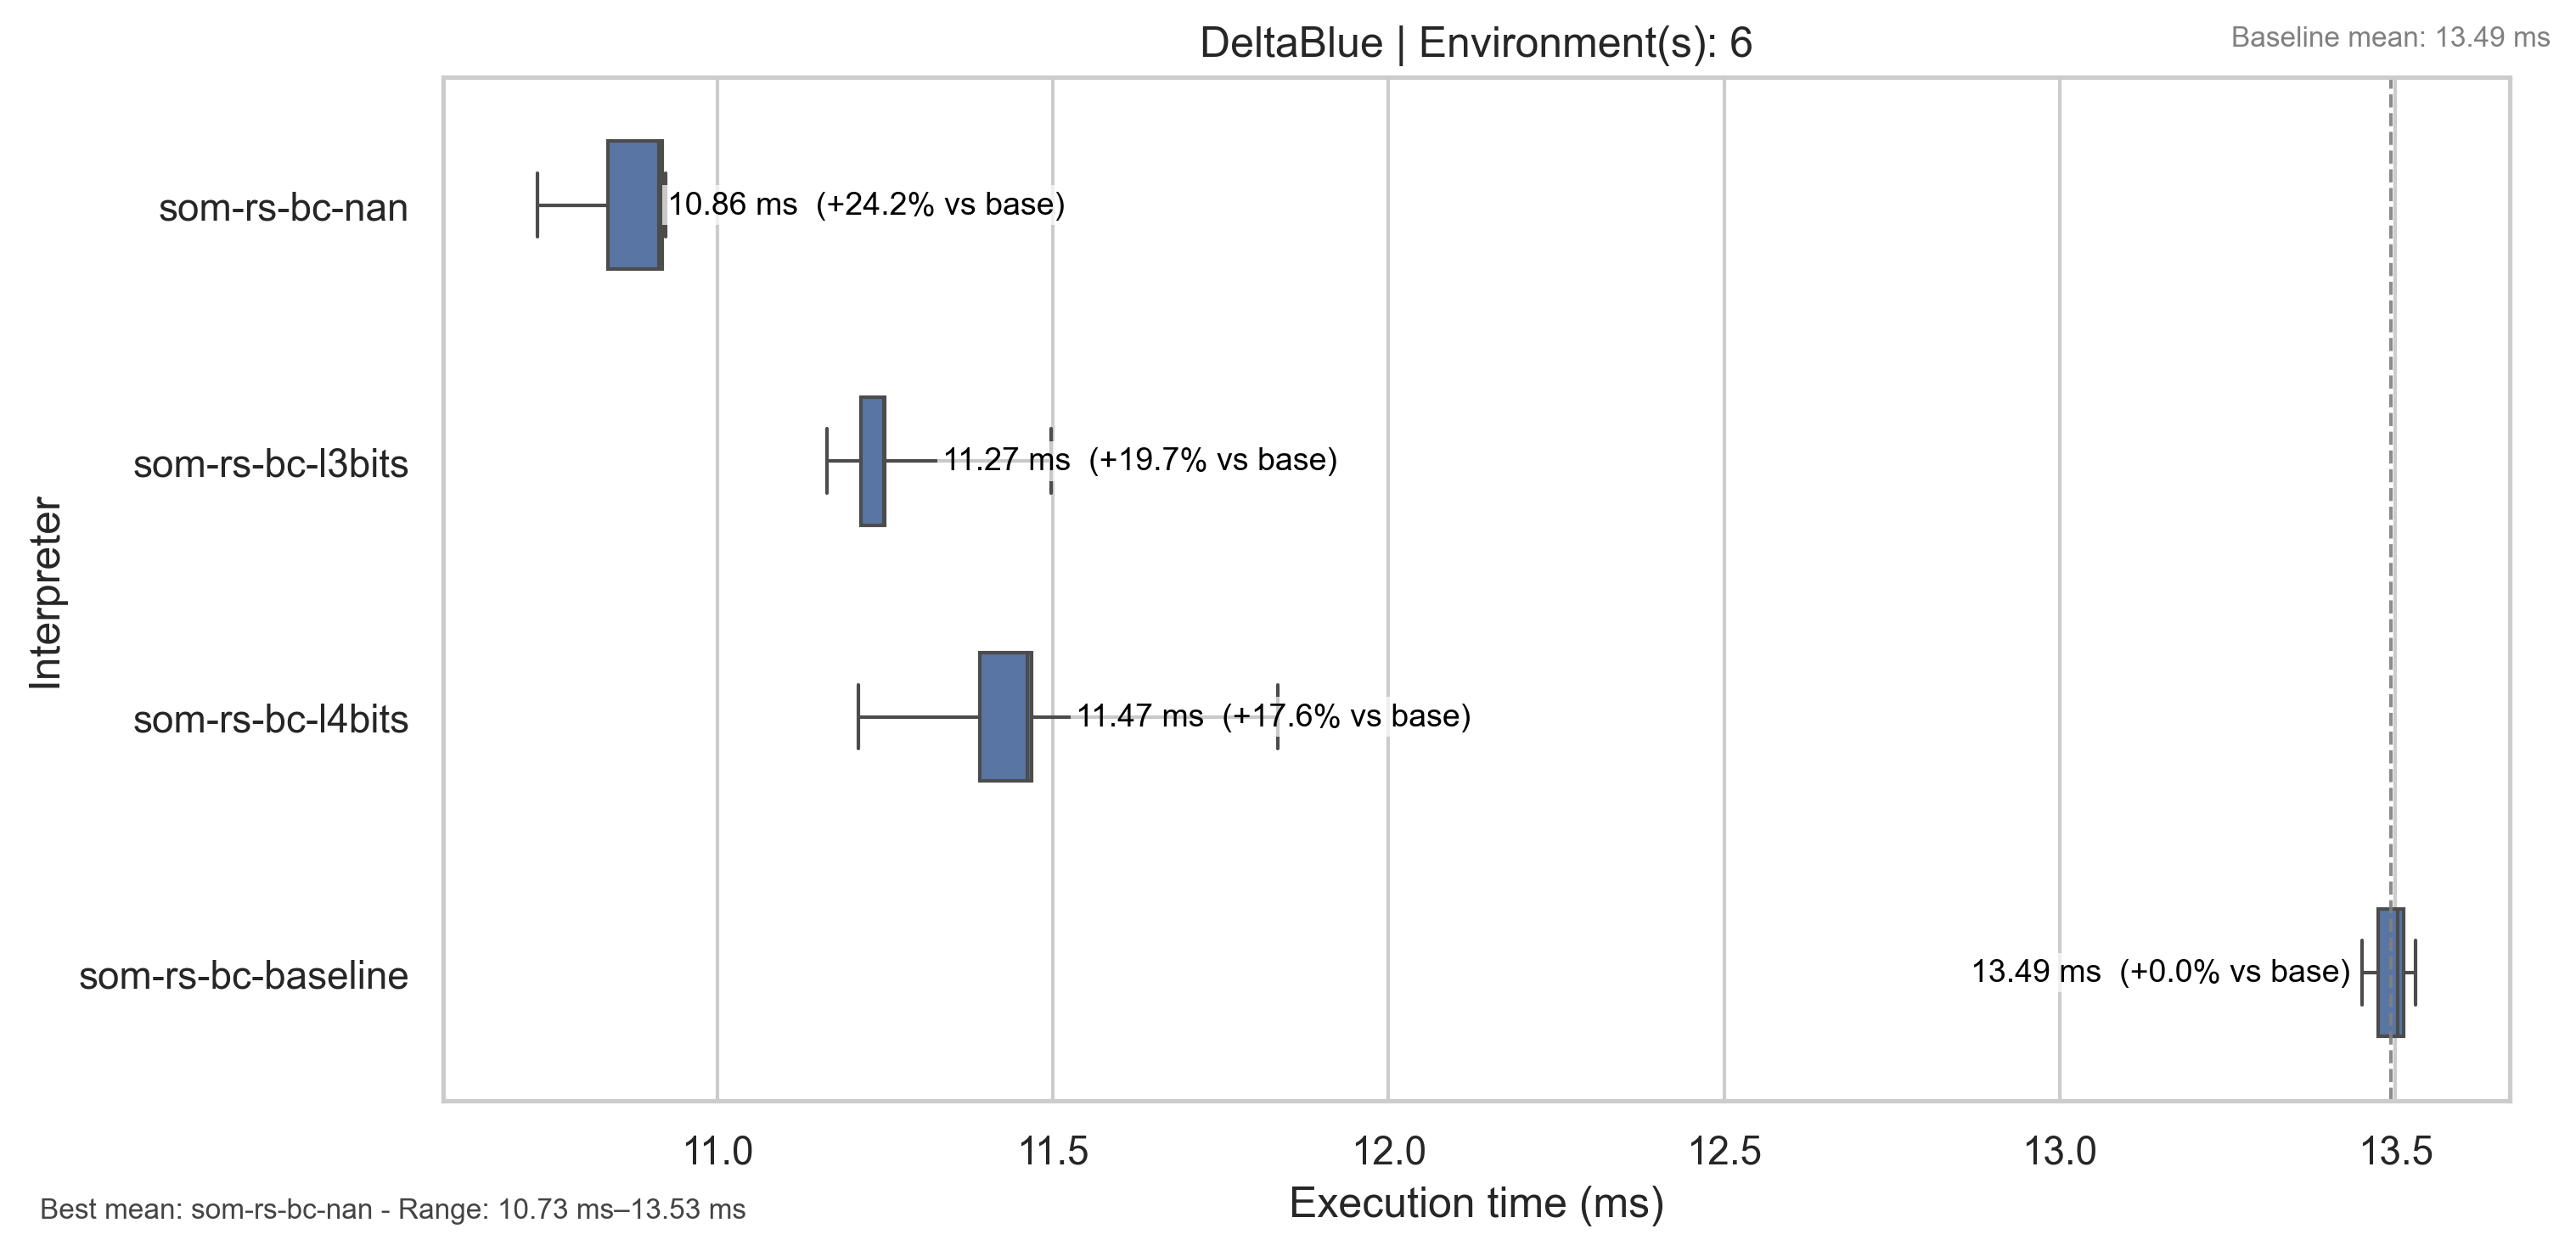 DeltaBlue | Environment(s): 6
Baseline mean: 13.49 ms
Interpreter
som-rs-bc-nan
10.86 ms (+24.2% vs base)
som-rs-bc-l3bits
11.27 ms (+19.7% vs base)
som-rs-bc-l4bits
11.47 ms (+17.6% vs base)
som-rs-bc-baseline
13.49 ms (+0.0% vs base)
11.0 11.5 12.0 12.5 13.0 13.5
Execution time (ms)
Best mean: som-rs-bc-nan - Range: 10.73 ms–13.53 ms